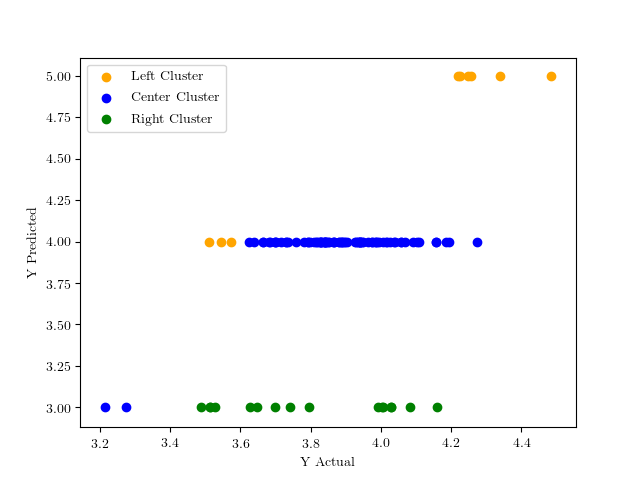 Left Cluster
Center Cluster
Right Cluster
5.00
4.75
4.50
4.25
4.00
3.75
3.50
3.25
3.00
Y Predicted
3.2 3.4 3.6 3.8 4.0 4.2 4.4
Y Actual